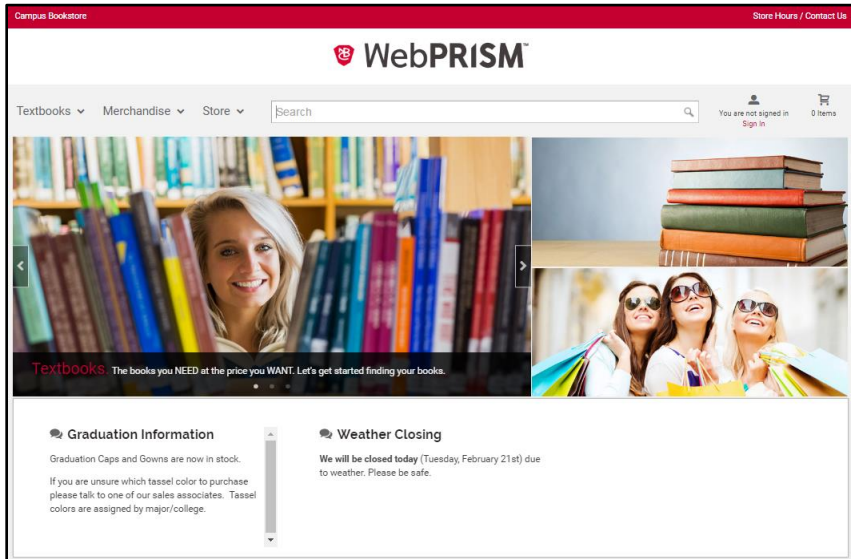 Campus Bookstore
Store Hours / Contact Us
WebPRISM™
Textbooks
Merchandise
Store
Search
You are not signed in
Sign In
0 Items
Textbooks. The books you NEED at the price you WANT. Let's get started finding your books.
Graduation Information
Graduation Caps and Gowns are now in stock.
If you are unsure which tassel color to purchase
please talk to one of our sales associates. Tassel
colors are assigned by major/college.
Weather Closing
We will be closed today (Tuesday, February 21st) due
to weather. Please be safe.